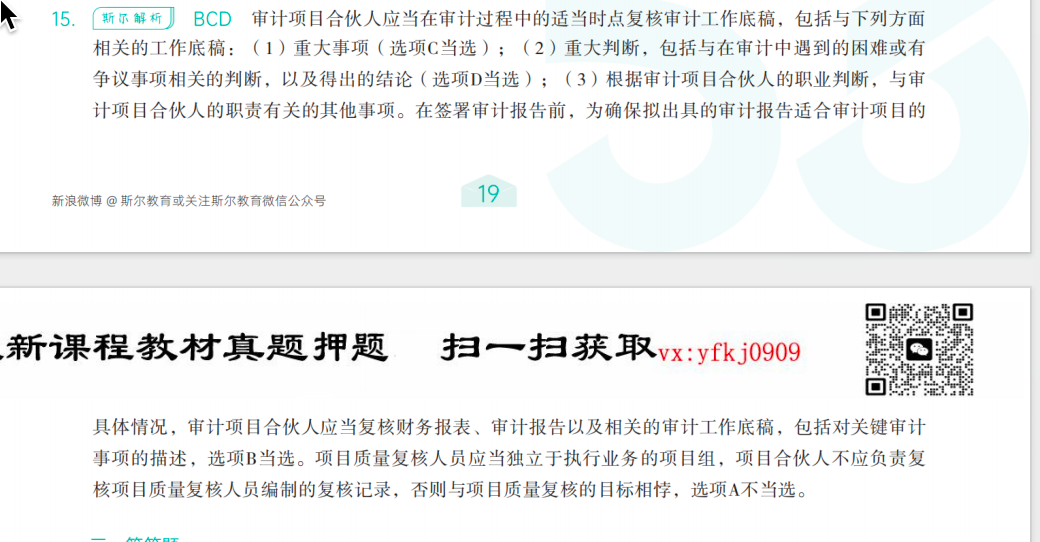 15. 斯尔解析 BCD 审计项目合伙人应当在审计过程中的适当时点复核审计工作底稿，包括与下列方面
相关的工作底稿：（1）重大事项（选项C当选）；（2）重大判断，包括与在审计中遇到的困难或有
争议事项相关的判断，以及得出的结论（选项D当选）；（3）根据审计项目合伙人的职业判断，与审
计项目合伙人的职责有关的其他事项。在签署审计报告前，为确保拟出具的审计报告适合审计项目的
新浪微博 @ 斯尔教育或关注斯尔教育微信公众号
19
新课程教材真题押题 扫一扫获取vx:yfkj0909
具体情况，审计项目合伙人应当复核财务报表、审计报告以及相关的审计工作底稿，包括对关键审计
事项的描述，选项B当选。项目质量复核人员应当独立于执行业务的项目组，项目合伙人不应负责复
核项目质量复核人员编制的复核记录，否则与项目质量复核的目标相悖，选项A不当选。